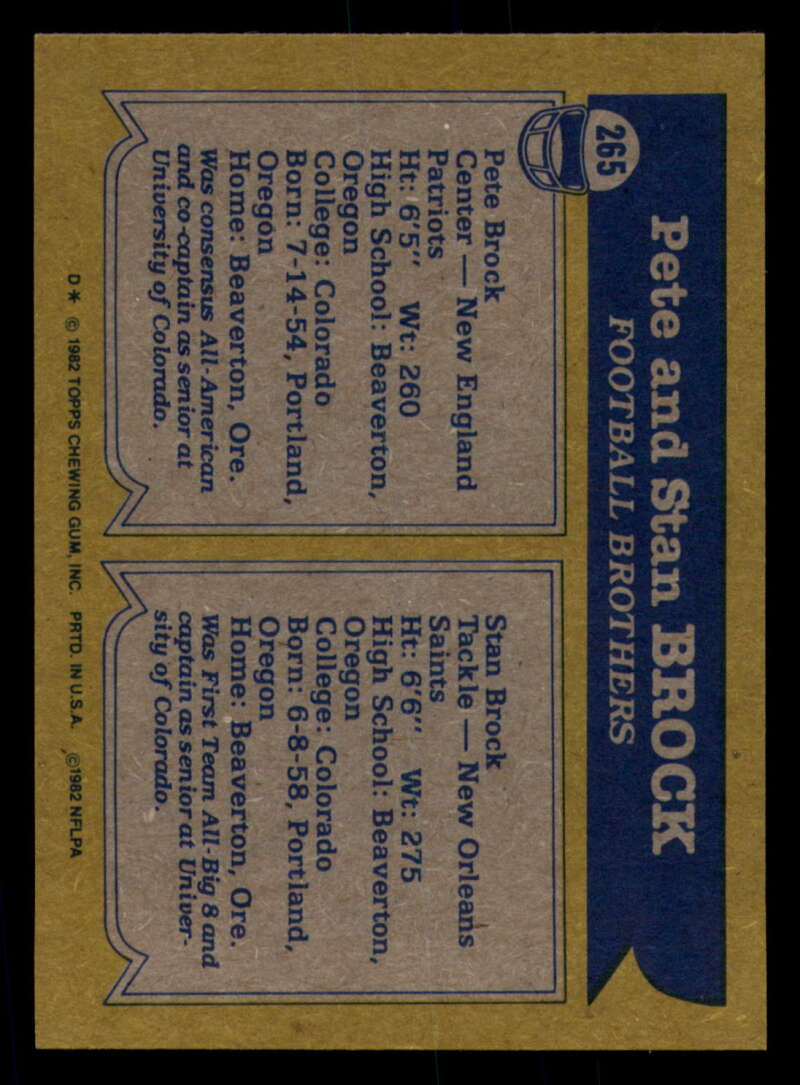 265
Pete and Stan BROCK
FOOTBALL BROTHERS
Pete Brock
Center — New England
Patriots
Ht: 6'5" Wt: 260
High School: Beaverton,
Oregon
College: Colorado
Born: 7-14-54, Portland,
Oregon
Home: Beaverton, Ore.
Was consensus All-American
and co-captain as senior at
University of Colorado.
Stan Brock
Tackle — New Orleans
Saints
Ht: 6'6" Wt: 275
High School: Beaverton,
Oregon
College: Colorado
Born: 6-8-58, Portland,
Oregon
Home: Beaverton, Ore.
Was First Team All-Big 8 and
captain as senior at Univer-
sity of Colorado.
D* © 1982 TOPPS CHEWING GUM, INC. PRTD. IN U.S.A. ©1982 NFLPA